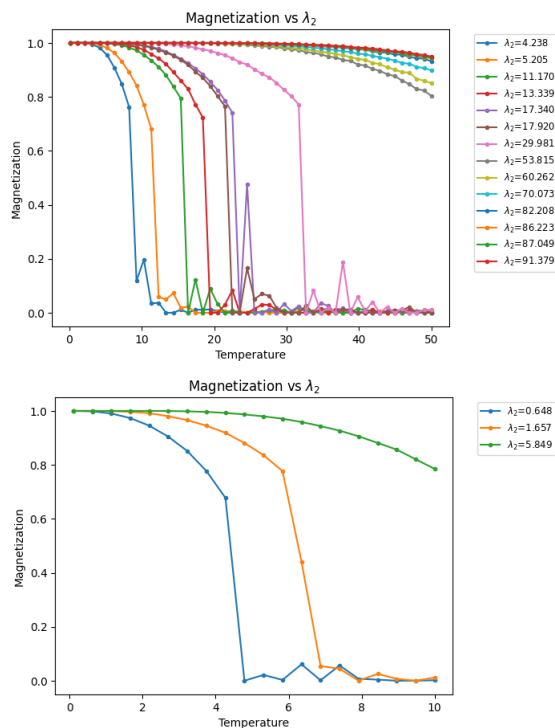 Magnetization vs λ₂
Magnetization
1.0
0.8
0.6
0.4
0.2
0.0
0 10 20 30 40 50
Temperature
λ₂=4.238
λ₂=5.205
λ₂=11.170
λ₂=13.339
λ₂=17.340
λ₂=17.920
λ₂=29.981
λ₂=53.815
λ₂=60.262
λ₂=70.073
λ₂=82.208
λ₂=86.223
λ₂=87.049
λ₂=91.379
Magnetization vs λ₂
Magnetization
1.0
0.8
0.6
0.4
0.2
0.0
0 2 4 6 8 10
Temperature
λ₂=0.648
λ₂=1.657
λ₂=5.849